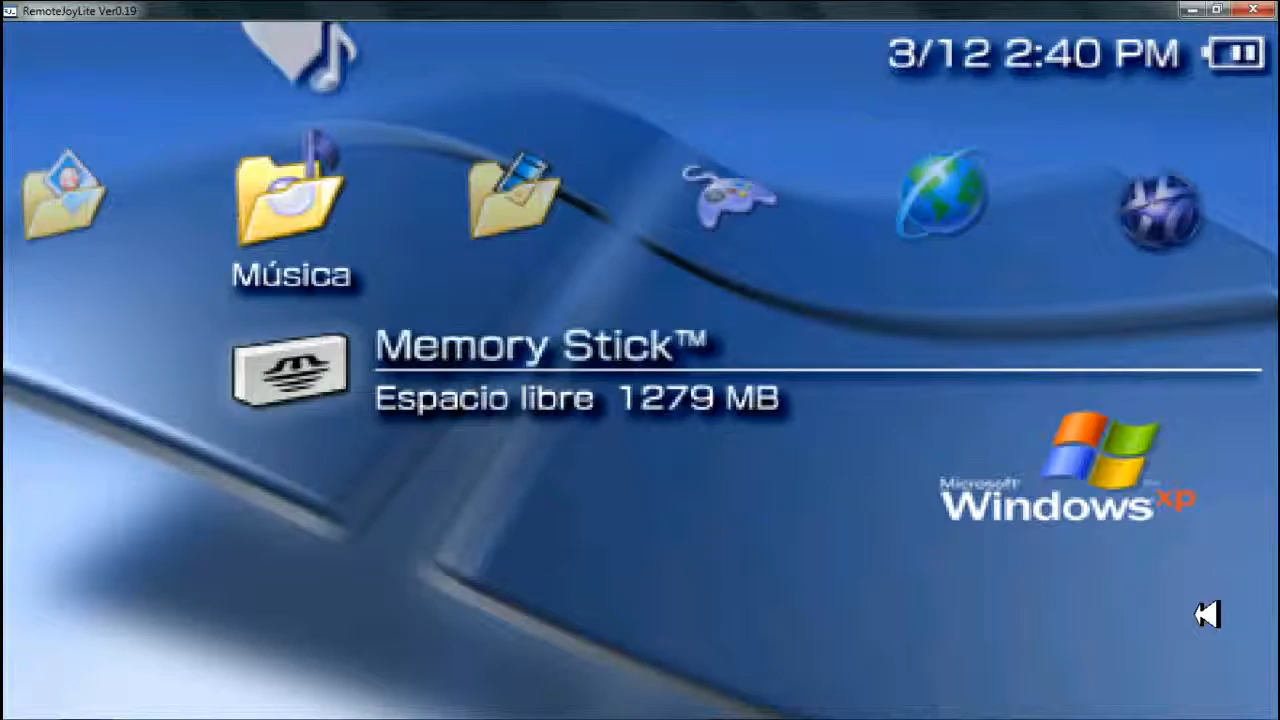 RemoteJoyLite Ver0.19
3/12 2:40 PM
Música
Memory Stick™
Espacio libre 1279 MB
Microsoft
Windows xp